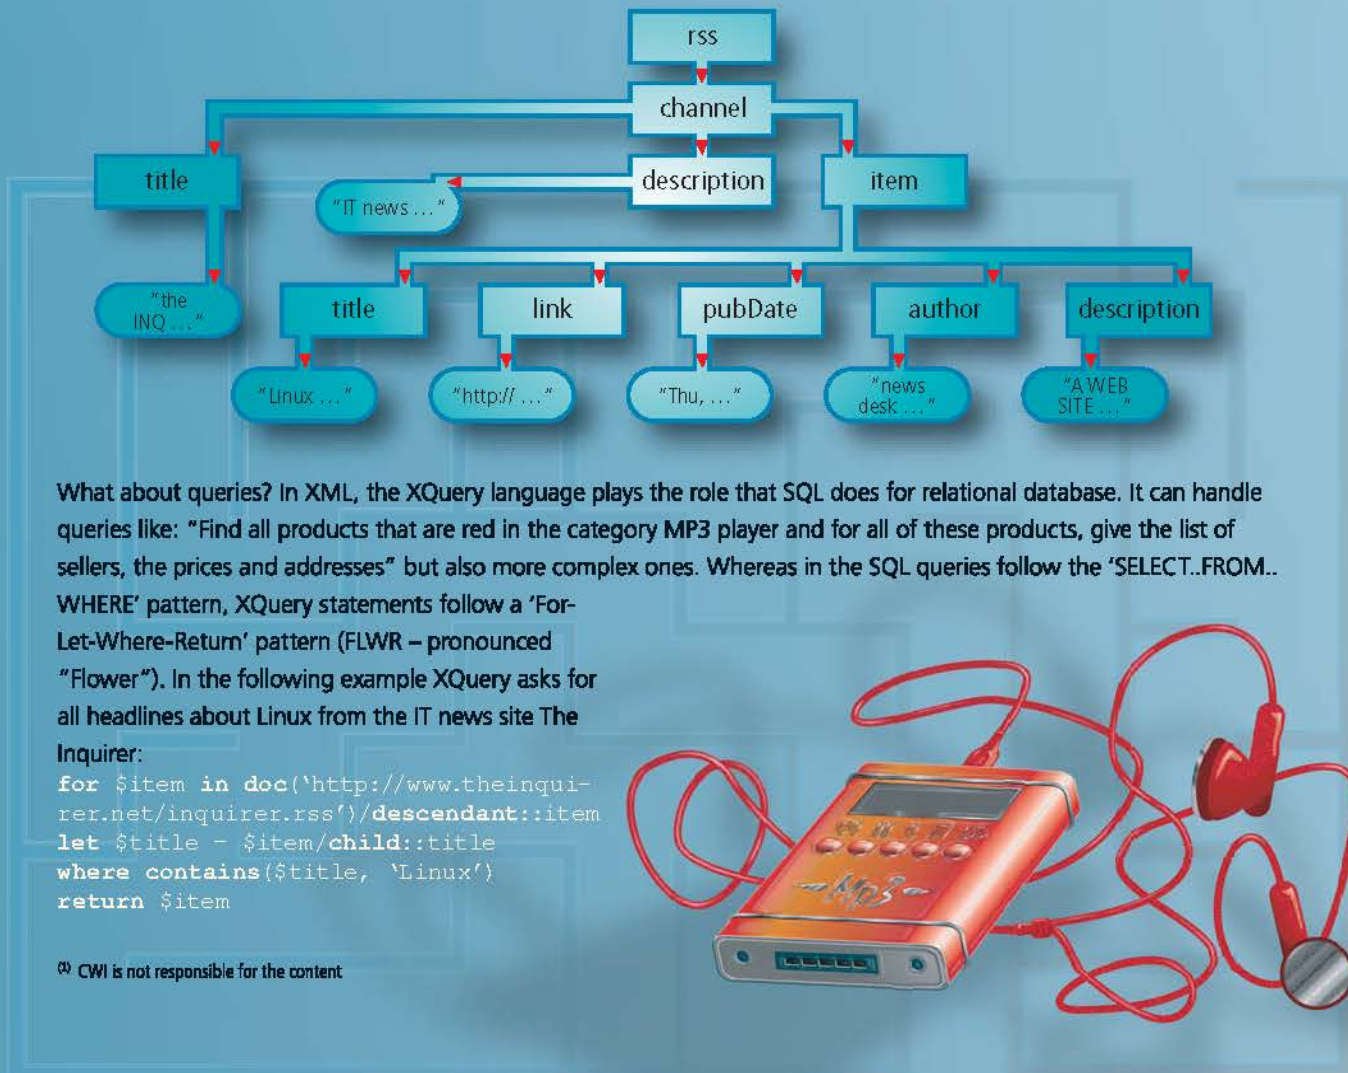 rss
channel
title
description
item
"IT news ..."
"the
INQ ..."
title
link
pubDate
author
description
"Linux ..."
"http:// ..."
"Thu, ..."
"news
desk ..."
"A WEB
SITE ..."
What about queries? In XML, the XQuery language plays the role that SQL does for relational database. It can handle
queries like: "Find all products that are red in the category MP3 player and for all of these products, give the list of
sellers, the prices and addresses" but also more complex ones. Whereas in the SQL queries follow the 'SELECT..FROM..
WHERE' pattern, XQuery statements follow a 'For-
Let-Where-Return' pattern (FLWR – pronounced
"Flower"). In the following example XQuery asks for
all headlines about Linux from the IT news site The
Inquirer:
for $item in doc('http://www.theinqui-
rer.net/inquirer.rss')/descendant::item
let $title = $item/child::title
where contains($title, 'Linux')
return $item
Mp3
(1) CWI is not responsible for the content